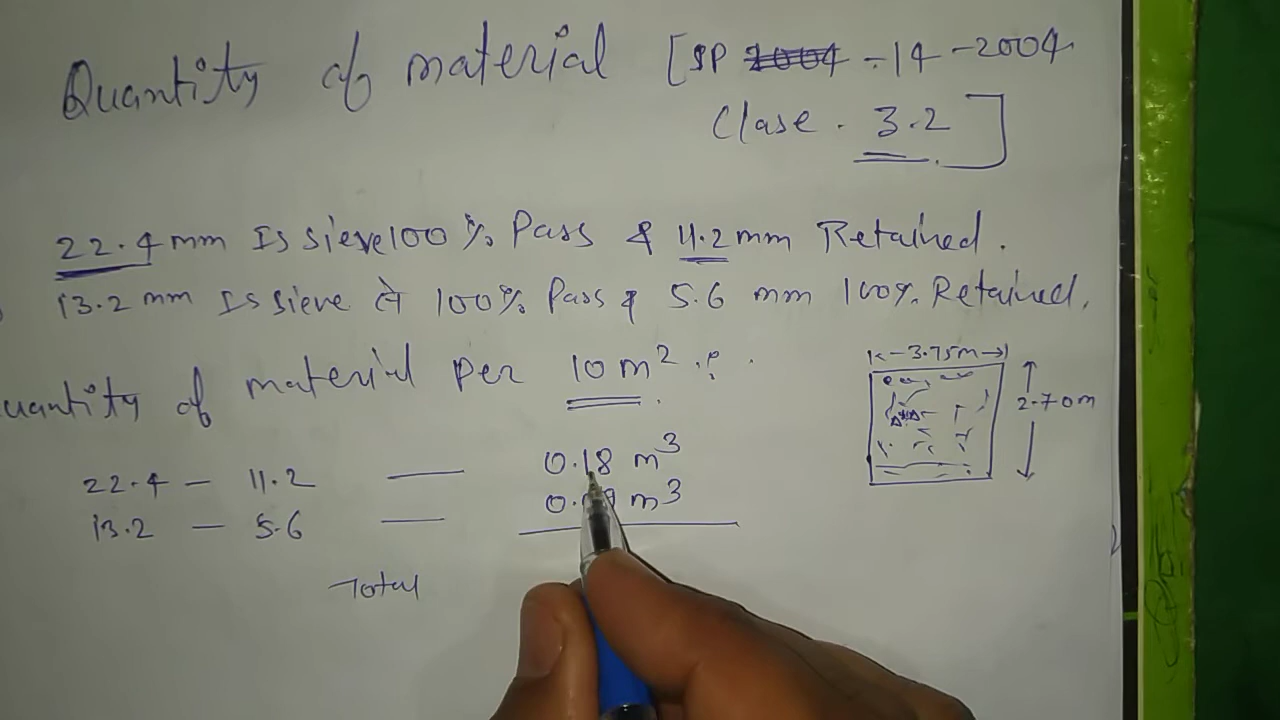 Quantity of material [SP 2004 - 14 - 2004
Clase . 3.2 ]
22.4 mm Is sieve 100 % Pass & 11.2 mm Retained .
13.2 mm Is sieve 100% Pass & 5.6 mm 100% Retained.
uantity of material Per 10 m² . ? .
|<- 3.75m ->|
2.70m
22.4 - 11.2 — 0.18 m³
13.2 - 5.6 — m³
Total